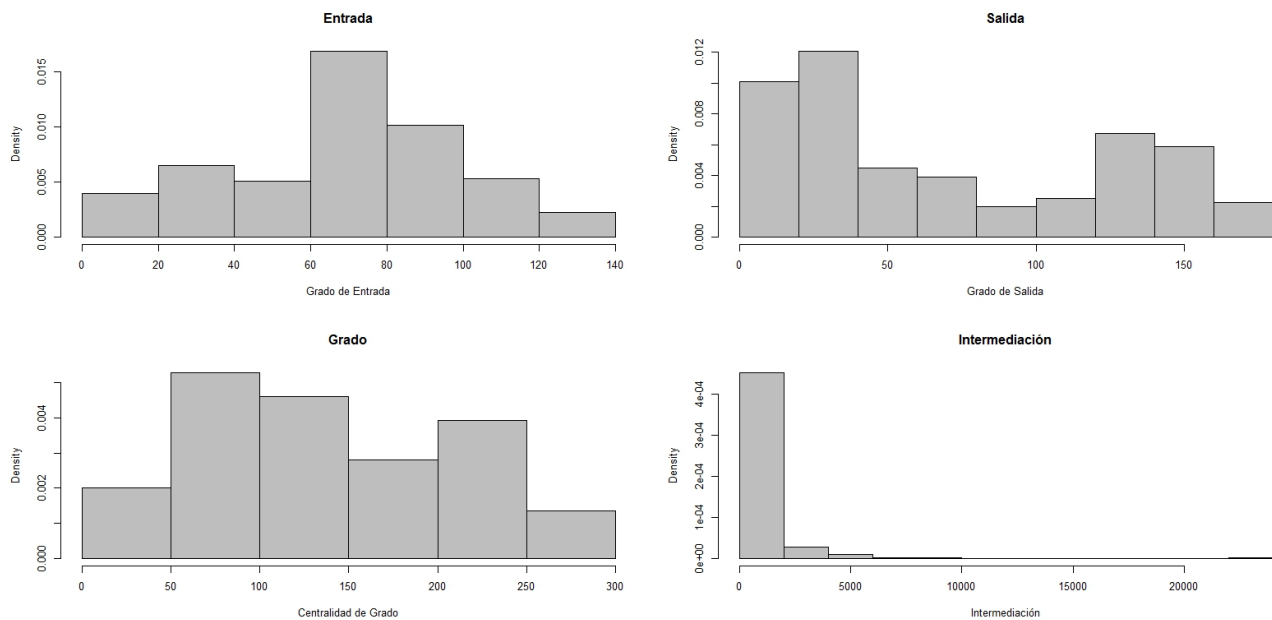 Entrada
Density
0.000 0.005 0.010 0.015
0 20 40 60 80 100 120 140
Grado de Entrada
Salida
Density
0.000 0.004 0.008 0.012
0 50 100 150
Grado de Salida
Grado
Density
0.000 0.002 0.004
0 50 100 150 200 250 300
Centralidad de Grado
Intermediación
Density
0e+00 1e-04 2e-04 3e-04 4e-04
0 5000 10000 15000 20000
Intermediación